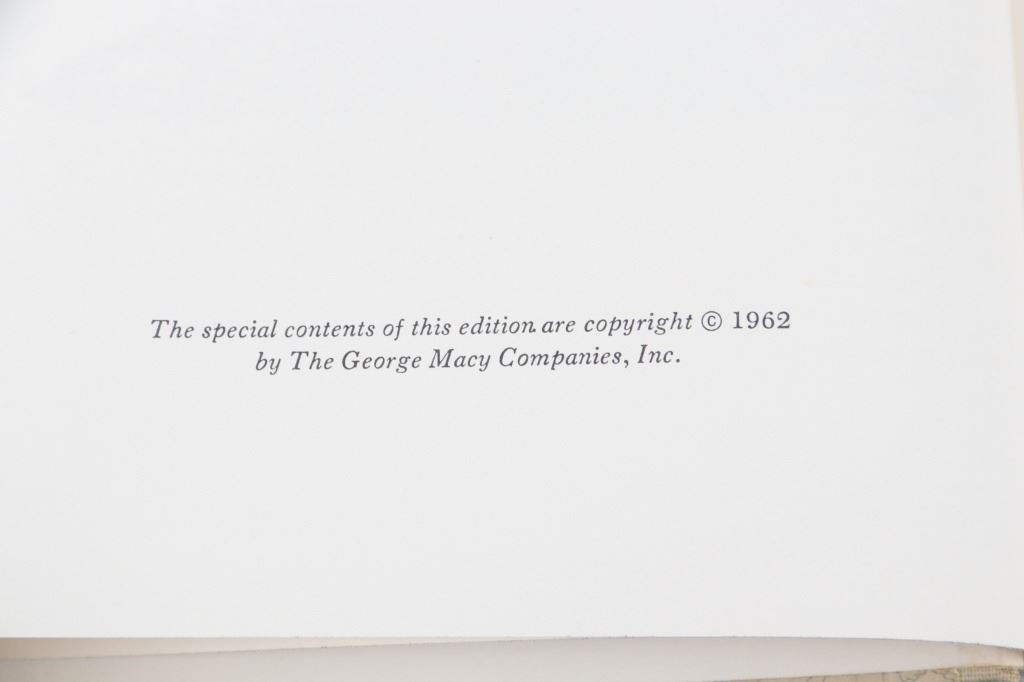 The special contents of this edition are copyright © 1962
by The George Macy Companies, Inc.